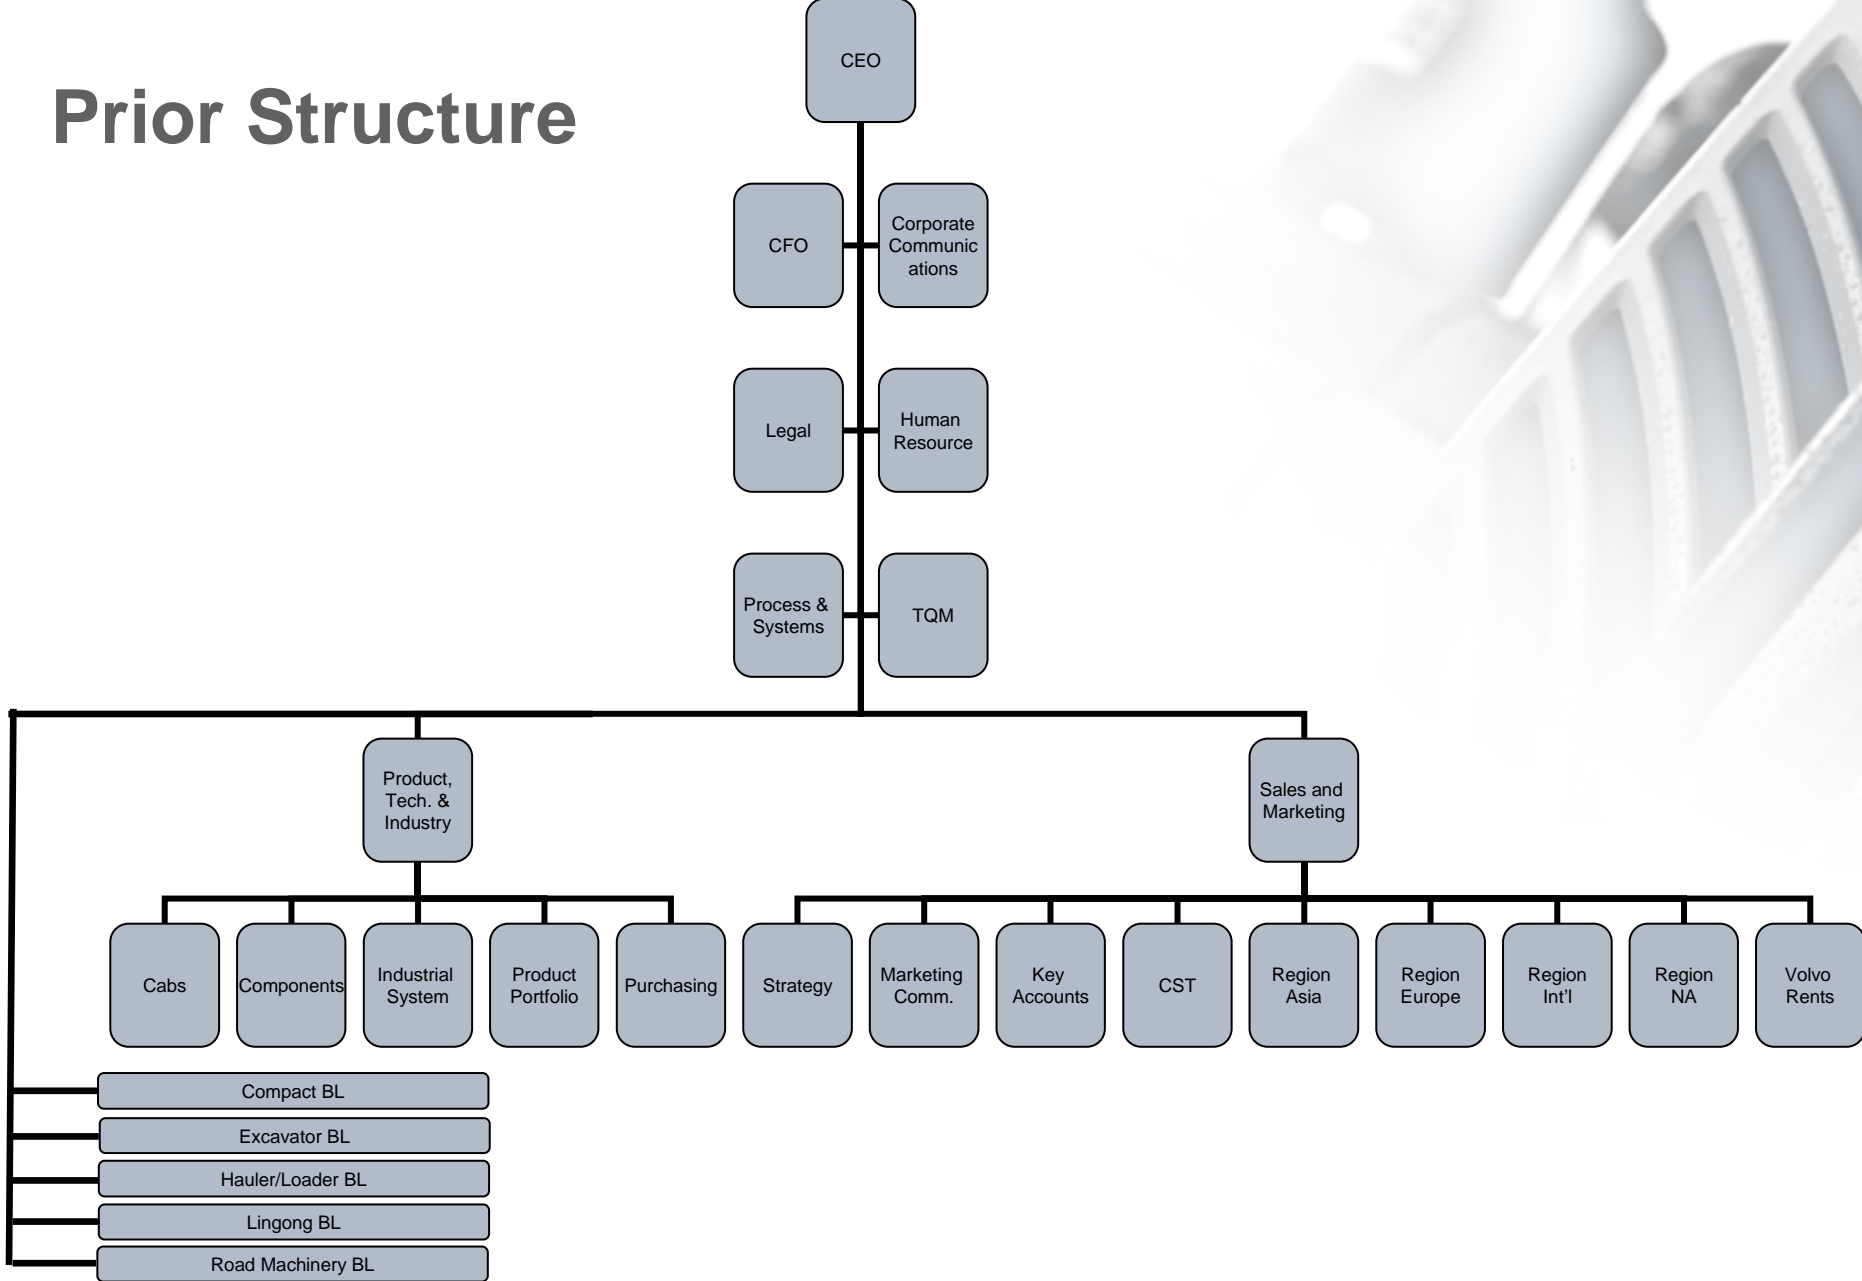 CEO
Prior Structure
CFO
Corporate
Communic
ations
Legal
Human
Resource
Process &
Systems
TQM
Product,
Tech. &
Industry
Sales and
Marketing
Cabs
Components
Industrial
System
Product
Portfolio
Purchasing
Strategy
Marketing
Comm.
Key
Accounts
CST
Region
Asia
Region
Europe
Region
Int’l
Region
NA
Volvo
Rents
Compact BL
Excavator BL
Hauler/Loader BL
Lingong BL
Road Machinery BL